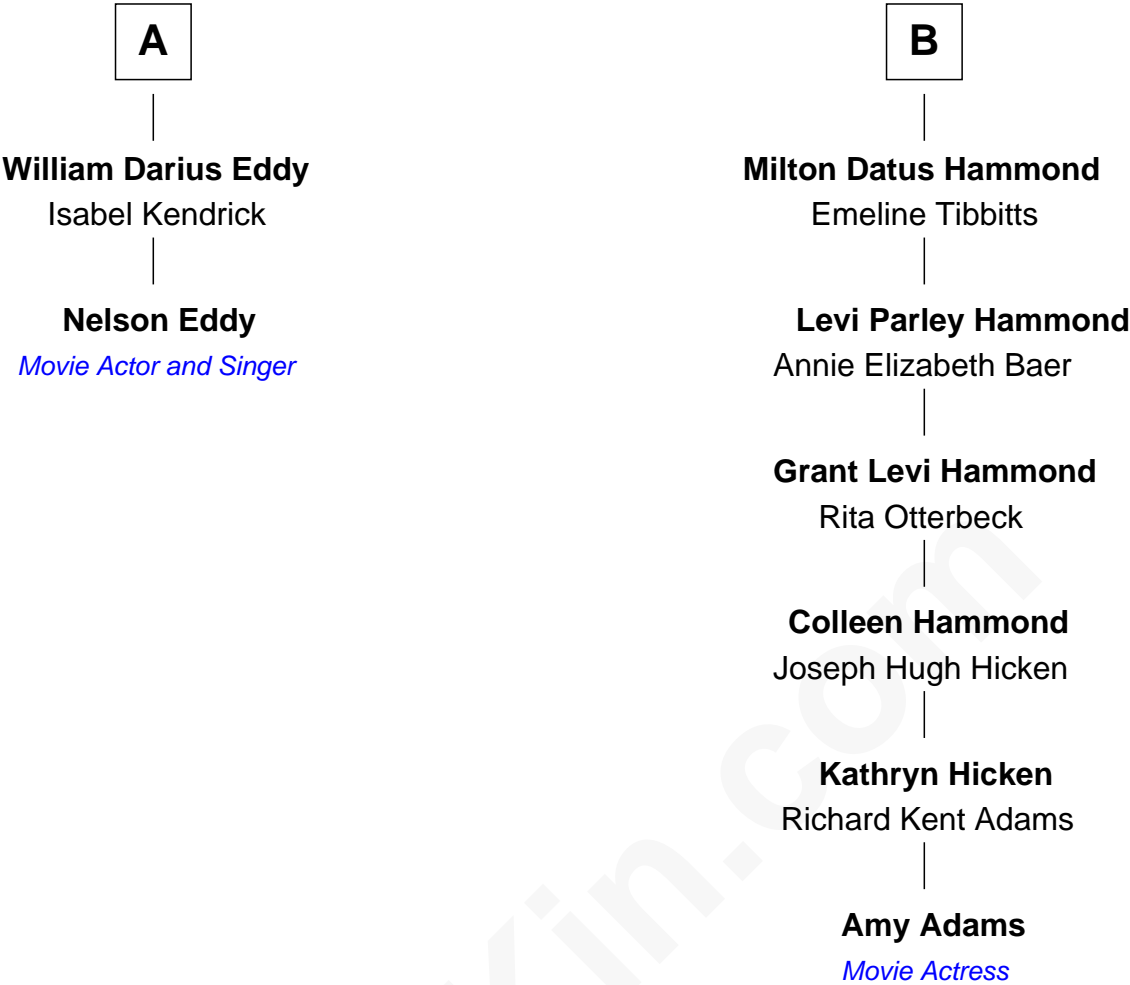 A
William Darius Eddy
Isabel Kendrick
Nelson Eddy
Movie Actor and Singer
B
Milton Datus Hammond
Emeline Tibbitts
Levi Parley Hammond
Annie Elizabeth Baer
Grant Levi Hammond
Rita Otterbeck
Colleen Hammond
Joseph Hugh Hicken
Kathryn Hicken
Richard Kent Adams
Amy Adams
Movie Actress
Kin.com